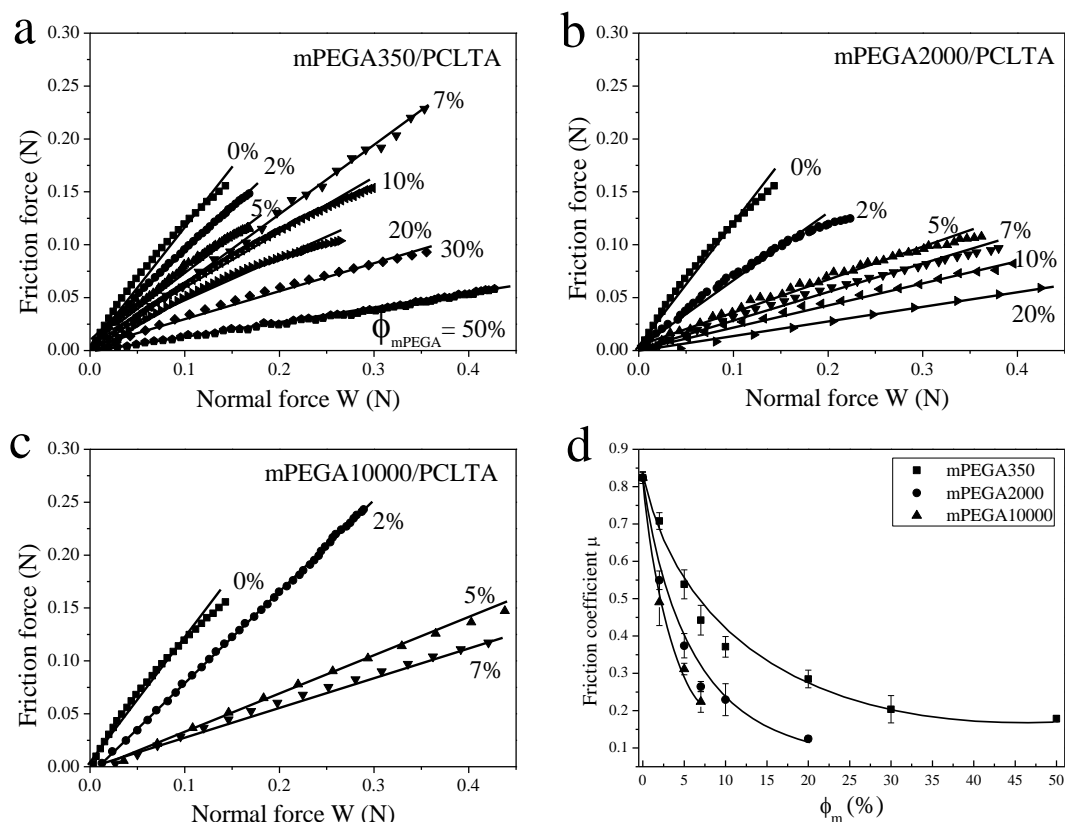 a
mPEGA350/PCLTA
0.30
0.25
0.20
0.15
0.10
0.05
0.00
Friction force (N)
0%
2%
5%
7%
10%
20%
30%
ϕmPEGA = 50%
0.0 0.1 0.2 0.3 0.4
Normal force W (N)
b
mPEGA2000/PCLTA
0.30
0.25
0.20
0.15
0.10
0.05
0.00
Friction force (N)
0%
2%
5%
7%
10%
20%
0.0 0.1 0.2 0.3 0.4
Normal force W (N)
c
mPEGA10000/PCLTA
0.30
0.25
0.20
0.15
0.10
0.05
0.00
Friction force (N)
0%
2%
5%
7%
0.0 0.1 0.2 0.3 0.4
Normal force W (N)
d
mPEGA350
mPEGA2000
mPEGA10000
0.9
0.8
0.7
0.6
0.5
0.4
0.3
0.2
0.1
Friction coefficient μ
0 5 10 15 20 25 30 35 40 45 50
ϕm (%)